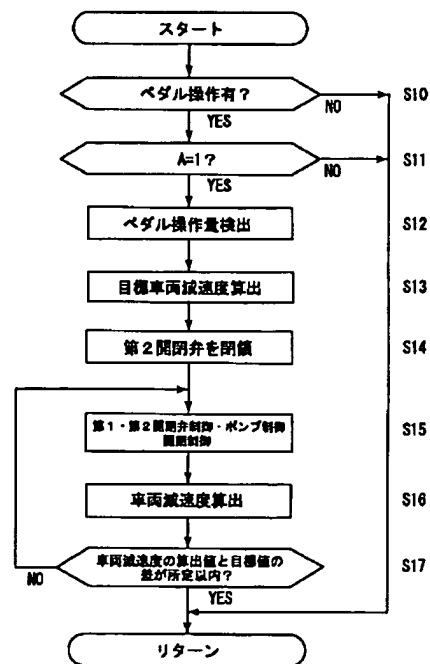 スタート
ペダル操作有？
S10
NO
YES
A=1？
S11
NO
YES
ペダル操作量検出
S12
目標車両減速度算出
S13
第２開閉弁を閉鎖
S14
第１・第２開閉弁制御・ポンプ制御
開閉制御
S15
車両減速度算出
S16
車両減速度の算出値と目標値の
差が所定以内？
S17
NO
YES
リターン